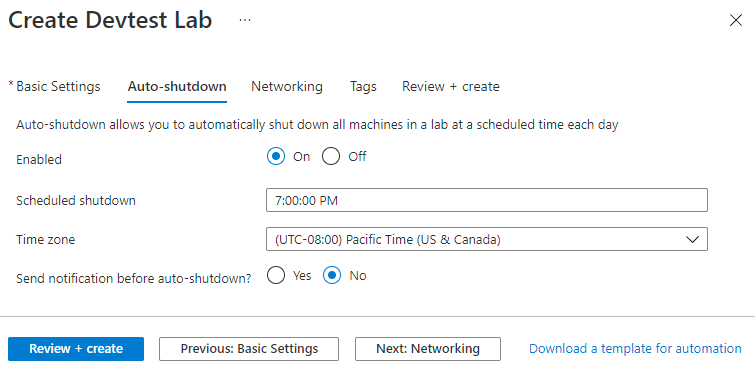 Create Devtest Lab ...
* Basic Settings Auto-shutdown Networking Tags Review + create
Auto-shutdown allows you to automatically shut down all machines in a lab at a scheduled time each day
Enabled On Off
Scheduled shutdown 7:00:00 PM
Time zone (UTC-08:00) Pacific Time (US & Canada)
Send notification before auto-shutdown? Yes No
Review + create Previous: Basic Settings Next: Networking Download a template for automation